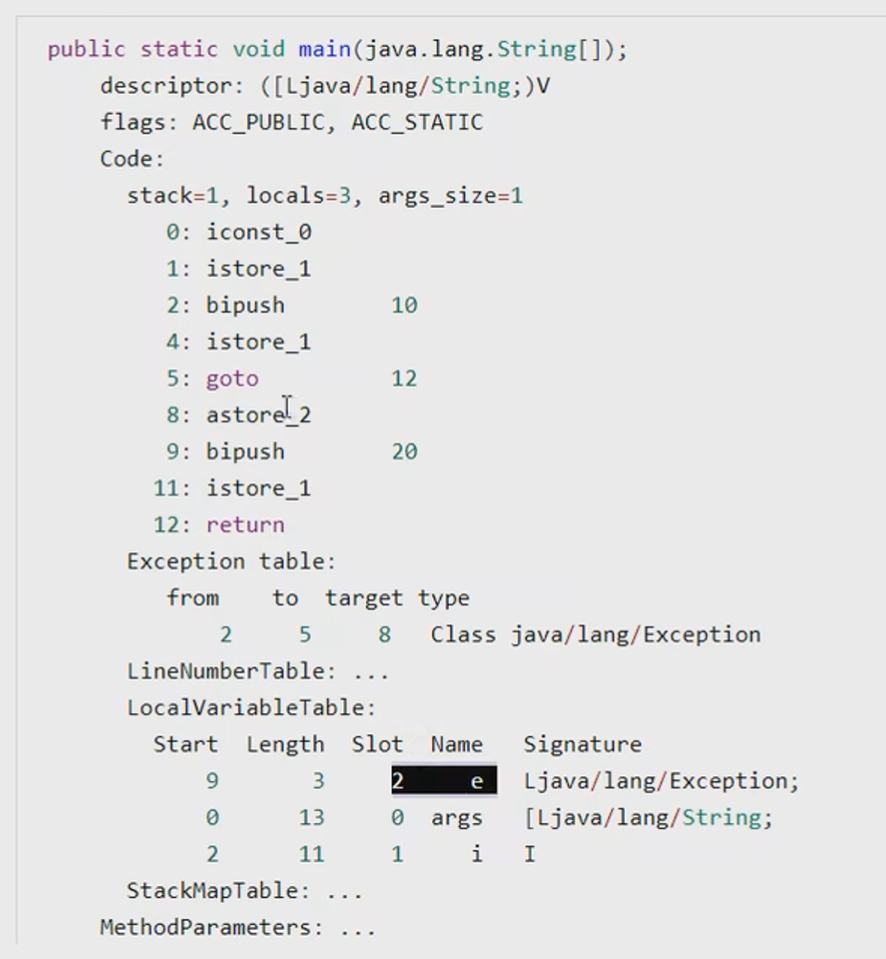 public static void main(java.lang.String[]);
descriptor: ([Ljava/lang/String;)V
flags: ACC_PUBLIC, ACC_STATIC
Code:
stack=1, locals=3, args_size=1
0: iconst_0
1: istore_1
2: bipush 10
4: istore_1
5: goto 12
8: astore_2
9: bipush 20
11: istore_1
12: return
Exception table:
from to target type
2 5 8 Class java/lang/Exception
LineNumberTable: ...
LocalVariableTable:
Start Length Slot Name Signature
9 3 2 e Ljava/lang/Exception;
0 13 0 args [Ljava/lang/String;
2 11 1 i I
StackMapTable: ...
MethodParameters: ...